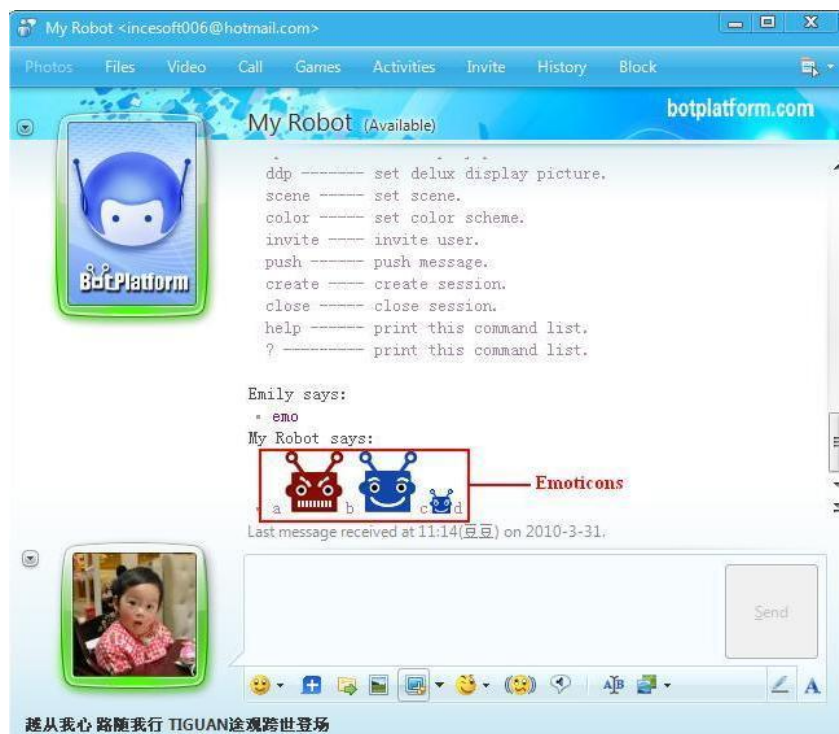 My Robot <incesoft006@hotmail.com>
Photos Files Video Call Games Activities Invite History Block
botplatform.com
My Robot (Available)
ddp ------- set delux display picture.
scene ----- set scene.
color ----- set color scheme.
invite ---- invite user.
push ------ push message.
create ---- create session.
close ----- close session.
help ------ print this command list.
? --------- print this command list.
BotPlatform
Emily says:
emo
My Robot says:
a b c d
Emoticons
Last message received at 11:14(豆豆) on 2010-3-31.
Send
越从我心 路随我行 TIGUAN途观跨世登场